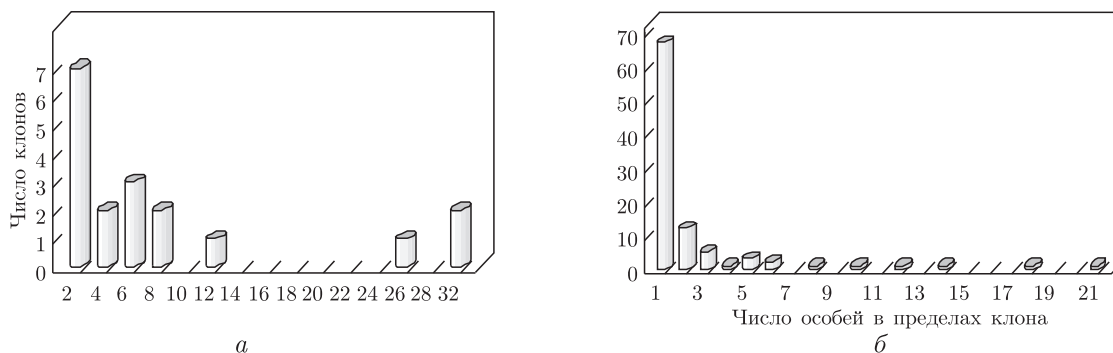 Число клонов
7
6
5
4
3
2
1
0
2 4 6 8 10 12 14 16 18 20 22 24 26 28 32
а
70
60
50
40
30
20
10
0
1 3 5 7 9 11 13 15 17 19 21
Число особей в пределах клона
б